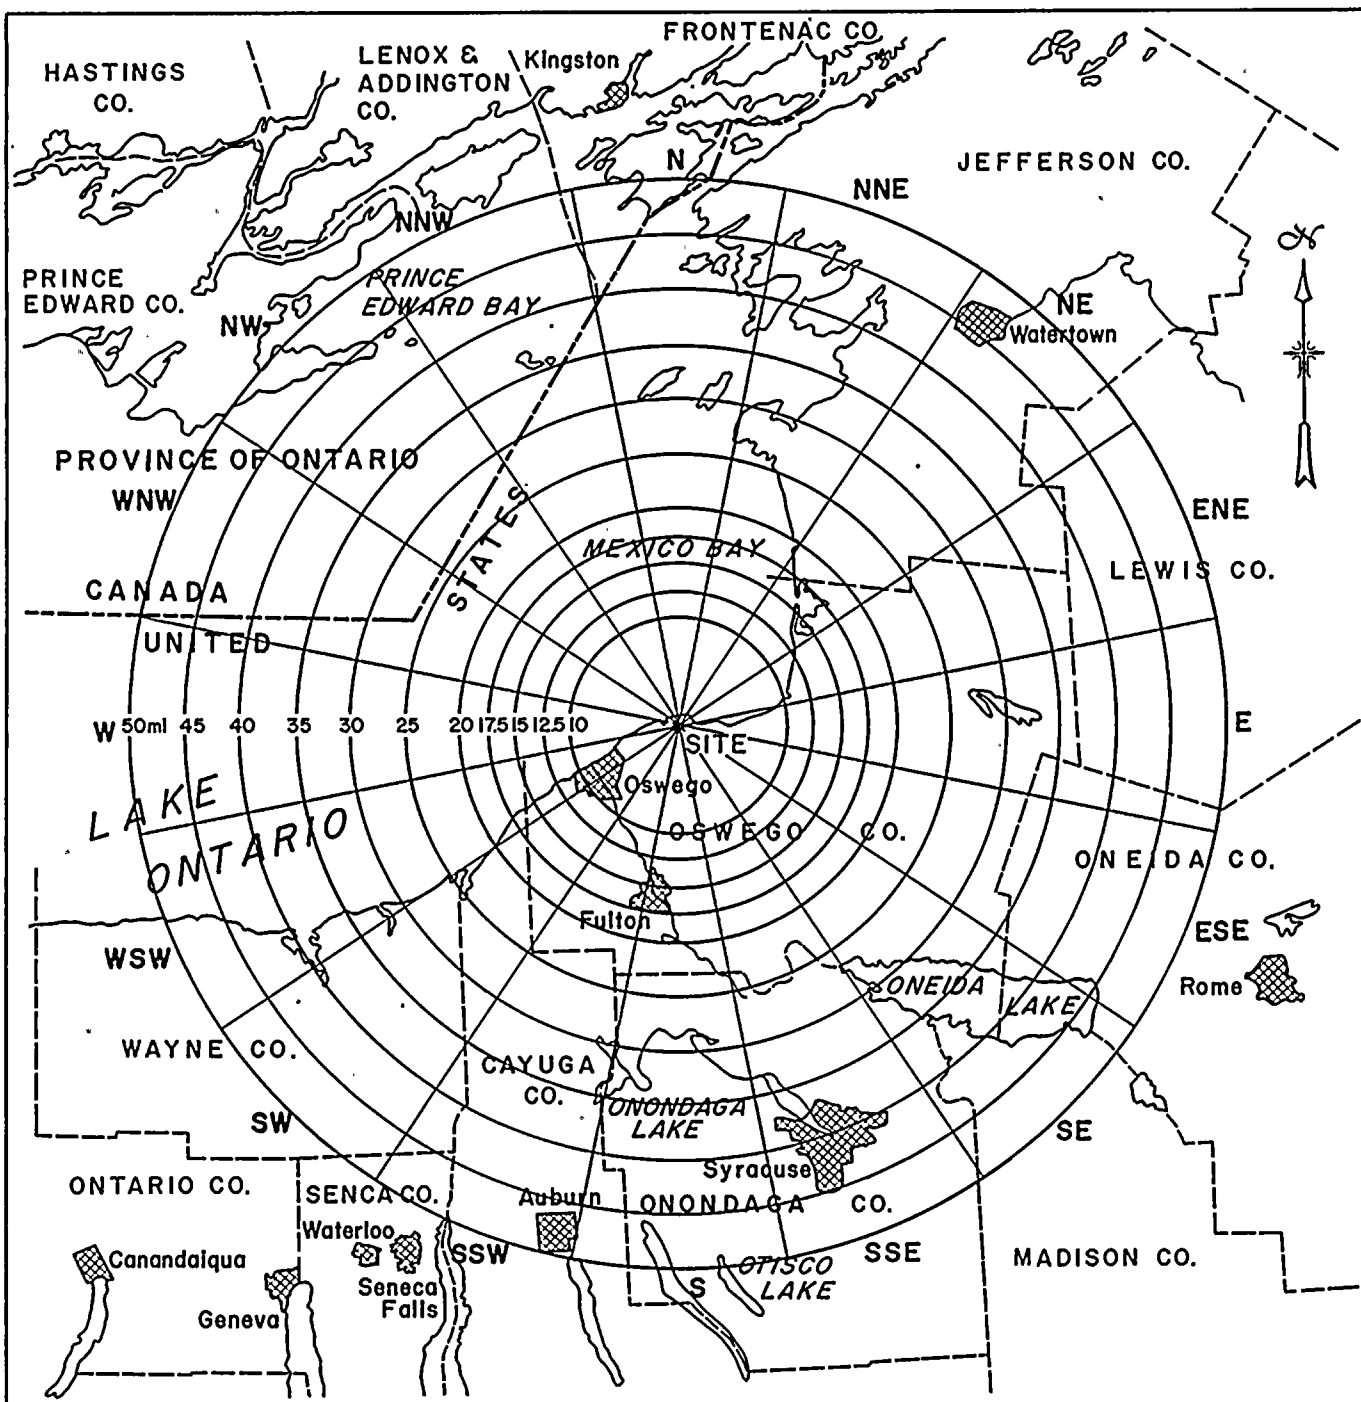 FRONTENAC CO
HASTINGS
CO.
LENOX &
ADDINGTON
CO.
Kingston
N
NNE
JEFFERSON CO.
NNW
PRINCE
EDWARD CO.
PRINCE
EDWARD BAY
NW
NE
Watertown
N
PROVINCE OF ONTARIO
WNW
ENE
STATES
MEXICO BAY
LEWIS CO.
CANADA
UNITED
W 50mi 45 40 35 30 25 20 17.5 15 12.5 10
SITE
E
LAKE
ONTARIO
Oswego
OSWEGO CO.
ONEIDA CO.
Fulton
ESE
WSW
ONEIDA
LAKE
Rome
WAYNE CO.
CAYUGA
CO.
ONONDAGA
LAKE
SW
SE
Syracuse
ONTARIO CO.
SENCA CO.
Auburn
ONONDAGA CO.
Waterloo
SSW
SSE
Canandaiqua
Seneca
Falls
S
OTISCO
LAKE
MADISON CO.
Geneva